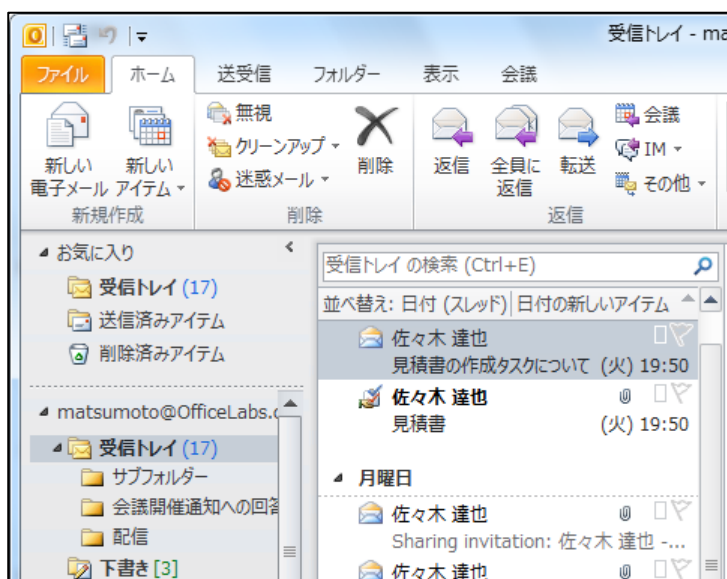 受信トレイ - ma
ファイル ホーム 送受信 フォルダー 表示 会議
新しい
電子メール
新しい
アイテム
無視
クリーンアップ
迷惑メール
削除
返信
全員に
返信
転送
会議
IM
その他
新規作成
削除
返信
お気に入り
受信トレイ (17)
送信済みアイテム
削除済みアイテム
matsumoto@OfficeLabs.c
受信トレイ (17)
サブフォルダー
会議開催通知への回答
配信
下書き [3]
受信トレイ の検索 (Ctrl+E)
並べ替え: 日付 (スレッド) 日付の新しいアイテム
佐々木 達也
見積書の作成タスクについて (火) 19:50
佐々木 達也
見積書 (火) 19:50
月曜日
佐々木 達也
Sharing invitation: 佐々木 達也 -...
佐々木 達也